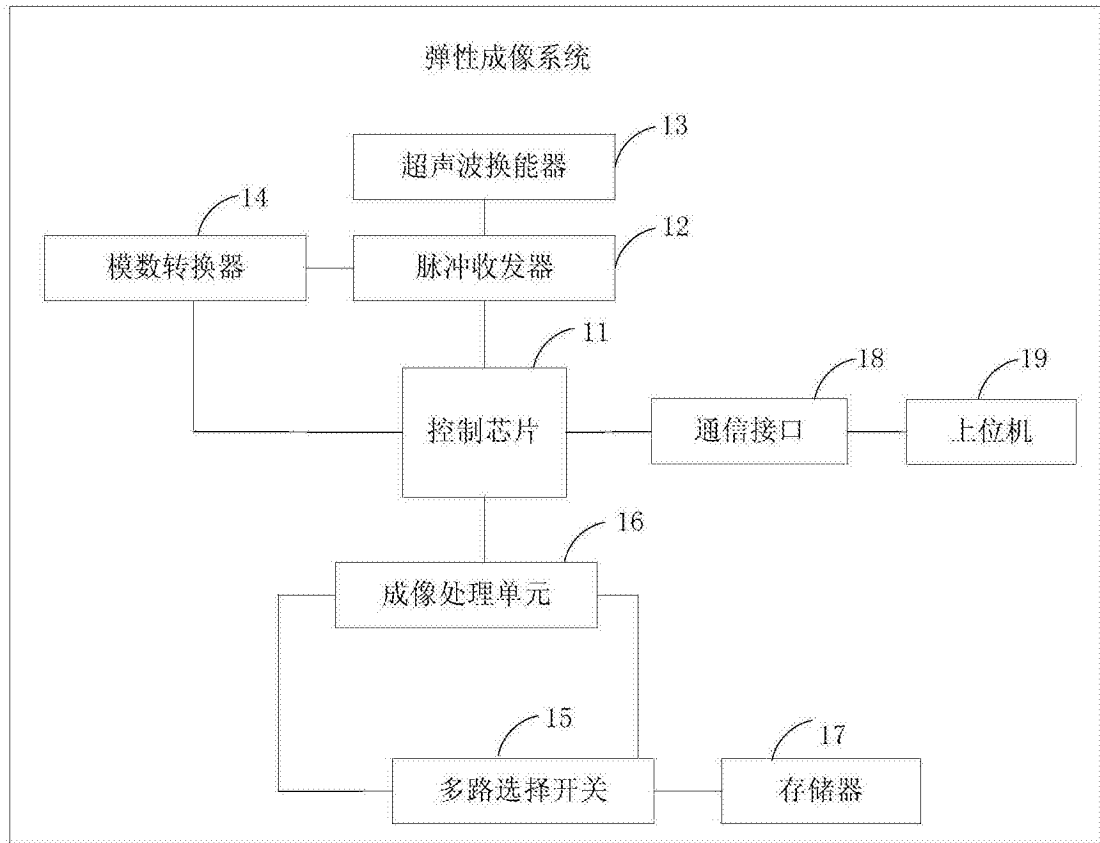 弹性成像系统
13
超声波换能器
14
12
模数转换器
脉冲收发器
11
18
19
控制芯片
通信接口
上位机
16
成像处理单元
15
17
多路选择开关
存储器